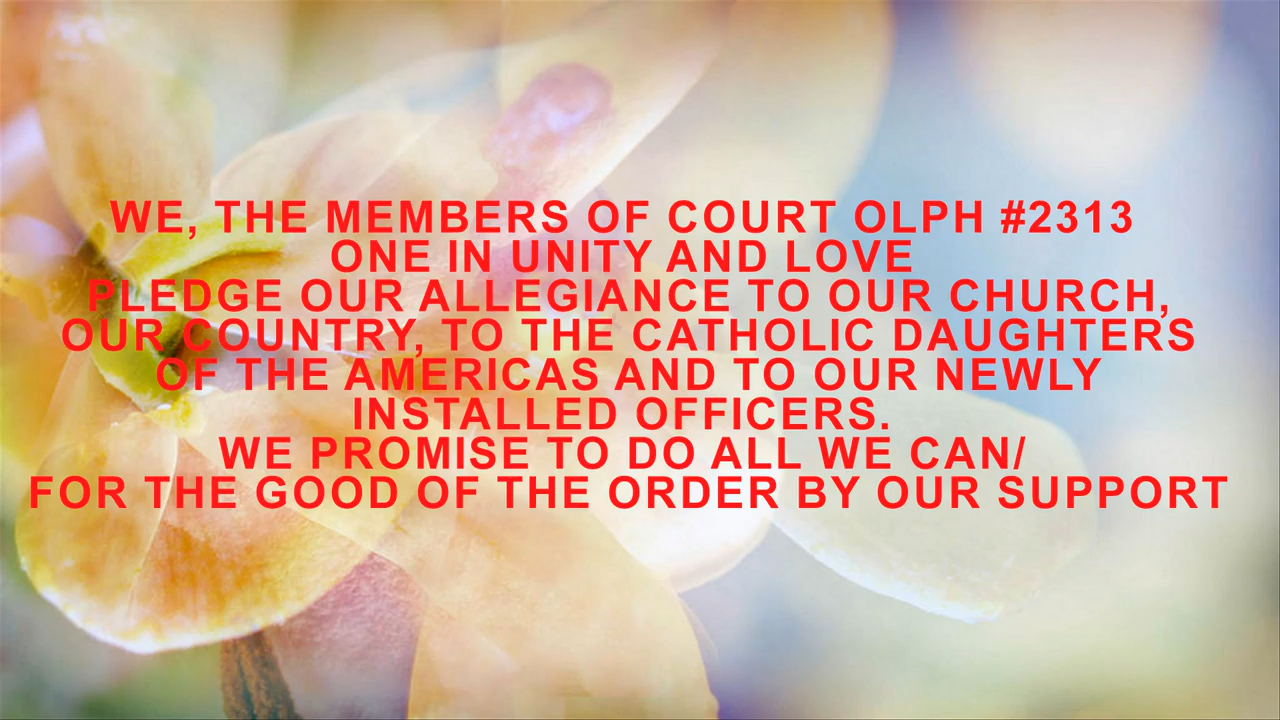 WE, THE MEMBERS OF COURT OLPH #2313
ONE IN UNITY AND LOVE
PLEDGE OUR ALLEGIANCE TO OUR CHURCH,
OUR COUNTRY, TO THE CATHOLIC DAUGHTERS
OF THE AMERICAS AND TO OUR NEWLY
INSTALLED OFFICERS.
WE PROMISE TO DO ALL WE CAN/
FOR THE GOOD OF THE ORDER BY OUR SUPPORT